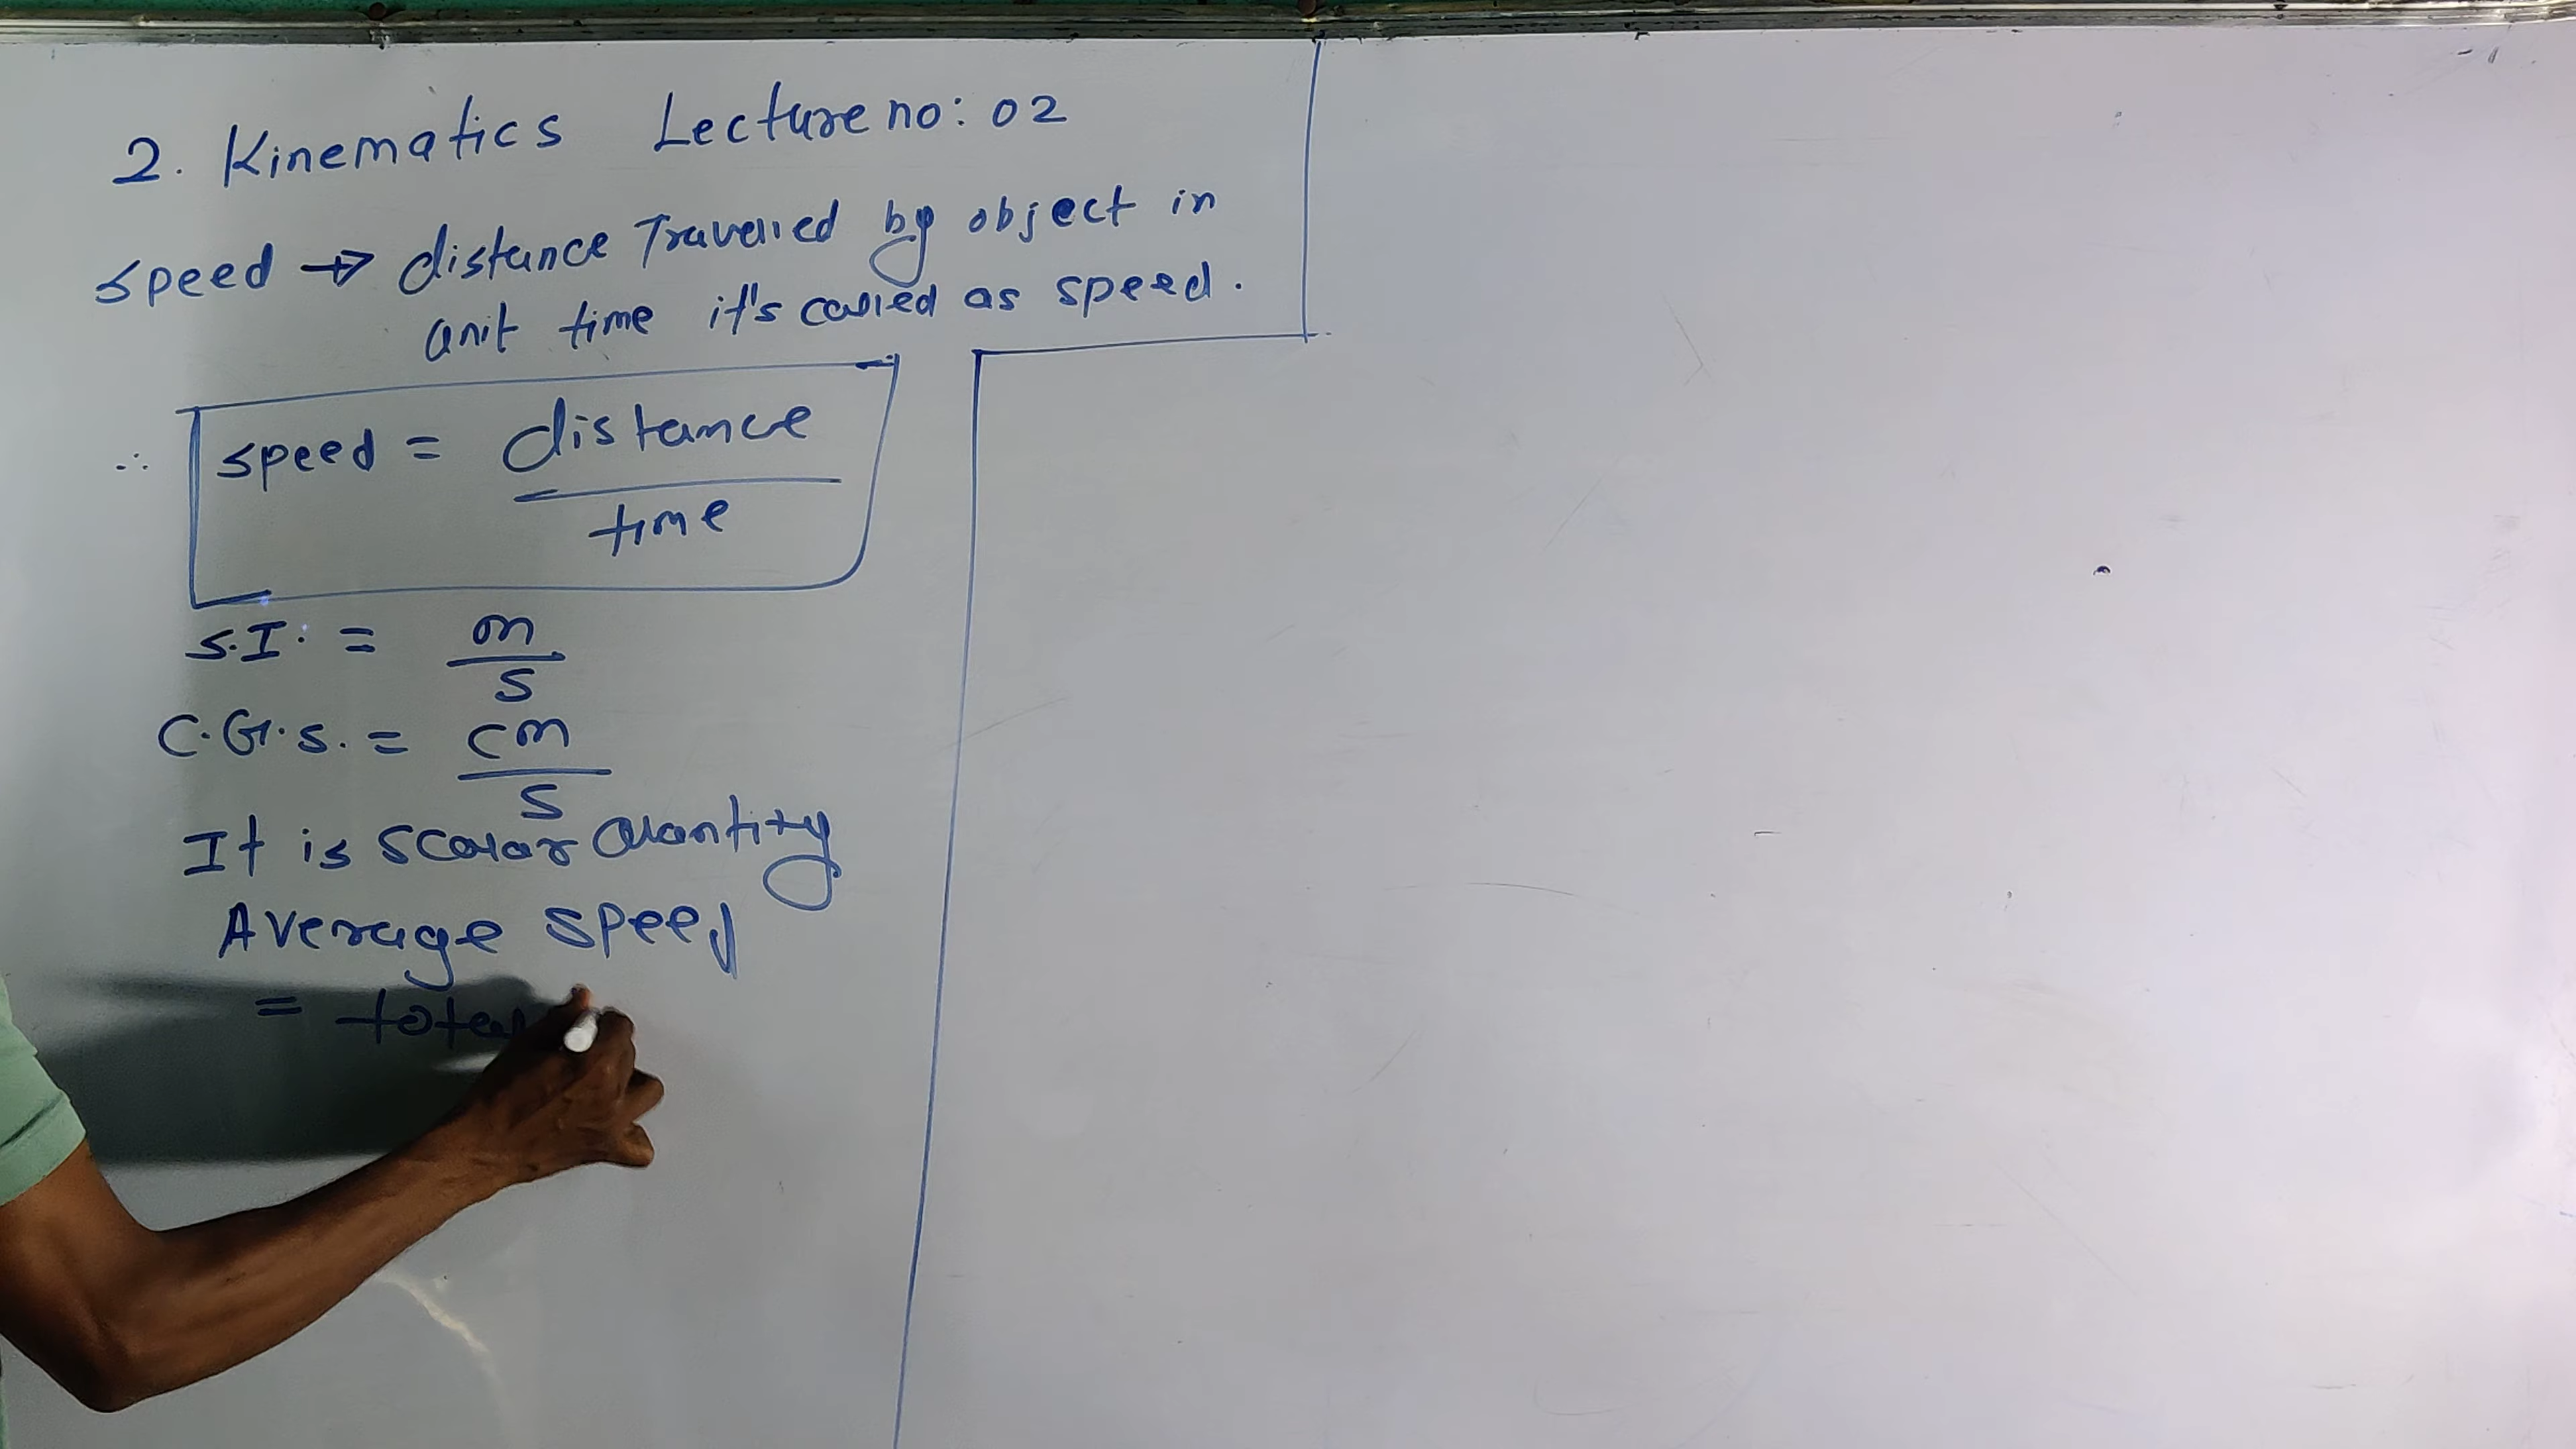 2. Kinematics Lecture no: 02
speed → distance Travelled by object in
unit time it's called as speed.
∴ speed = distance
time
S.I. = m
s
C.G.S. = cm
s
It is scalar Quantity
Average speed
= total